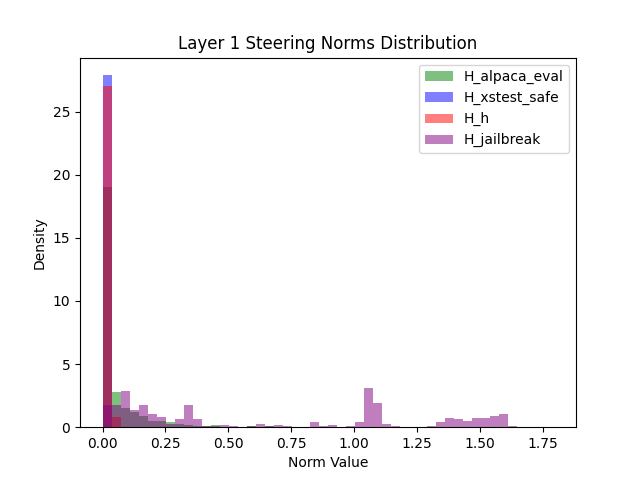 Layer 1 Steering Norms Distribution
H_alpaca_eval
H_xstest_safe
H_h
H_jailbreak
Density
25
20
15
10
5
0
0.00 0.25 0.50 0.75 1.00 1.25 1.50 1.75
Norm Value